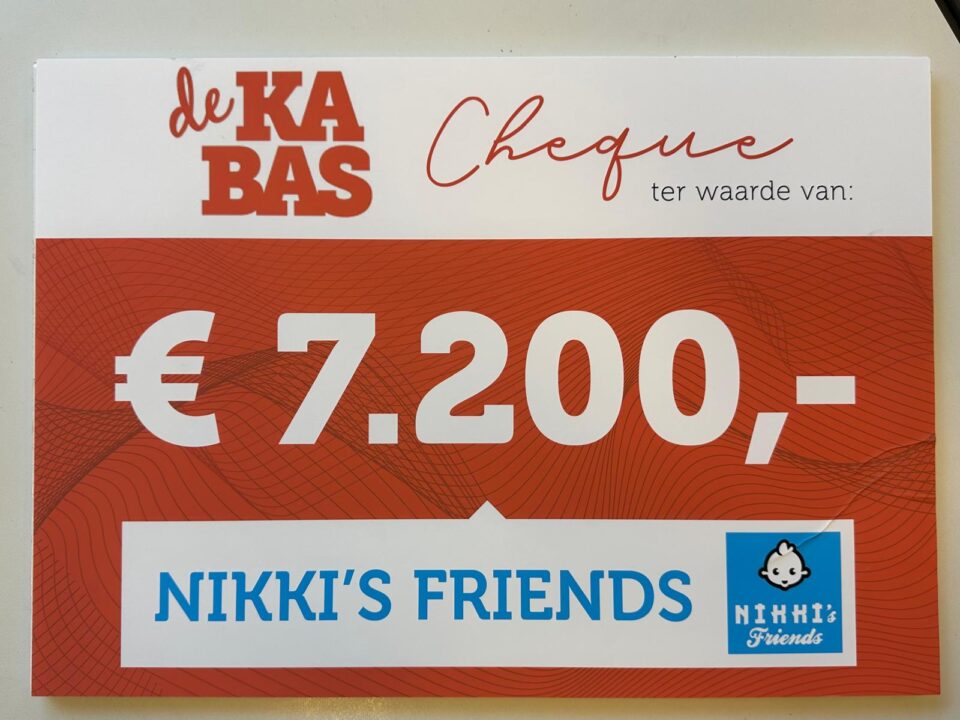 de KA
BAS
Cheque
ter waarde van:
€ 7.200,-
NIKKI'S FRIENDS
NIKKI's
Friends